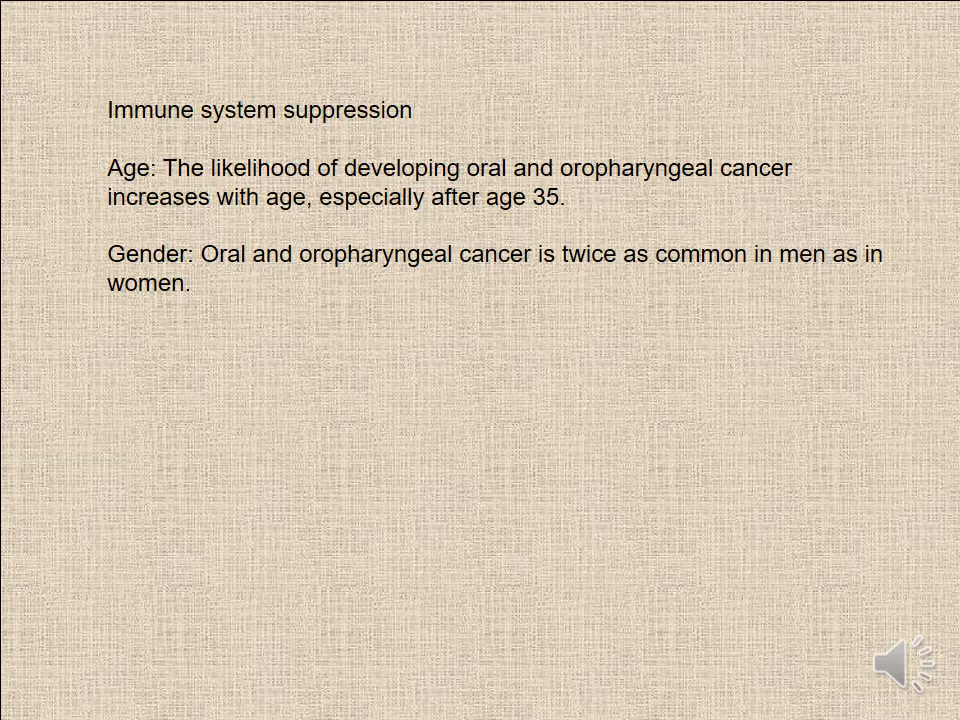 Immune system suppression
Age: The likelihood of developing oral and oropharyngeal cancer
increases with age, especially after age 35.
Gender: Oral and oropharyngeal cancer is twice as common in men as in
women.